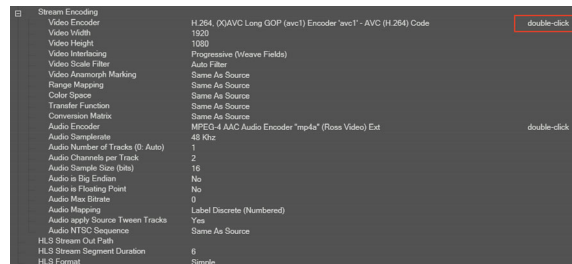 Stream Encoding
Video Encoder H.264, (X)AVC Long GOP (avc1) Encoder 'avc1' - AVC (H.264) Code double-click
Video Width 1920
Video Height 1080
Video Interlacing Progressive (Weave Fields)
Video Scale Filter Auto Filter
Video Anamorph Marking Same As Source
Range Mapping Same As Source
Color Space Same As Source
Transfer Function Same As Source
Conversion Matrix Same As Source
Audio Encoder MPEG-4 AAC Audio Encoder "mp4a" (Ross Video) Ext double-click
Audio Samplerate 48 Khz
Audio Number of Tracks (0: Auto) 1
Audio Channels per Track 2
Audio Sample Size (bits) 16
Audio is Big Endian No
Audio is Floating Point No
Audio Max Bitrate 0
Audio Mapping Label Discrete (Numbered)
Audio apply Source Tween Tracks Yes
Audio NTSC Sequence Same As Source
HLS Stream Out Path
HLS Stream Segment Duration 6
HLS Format Simple